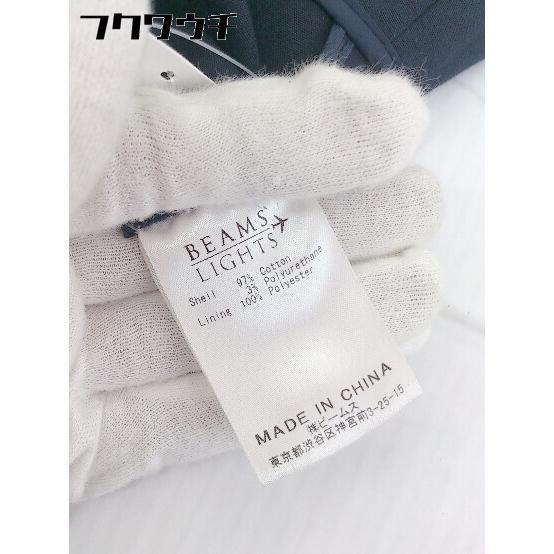 フクウクチ
BEAMS
LIGHTS
Shell 97% Cotton
3% Polyurethane
Lining 100% Polyester
MADE IN CHINA
㈱ビームス
東京都渋谷区神宮前3-25-15